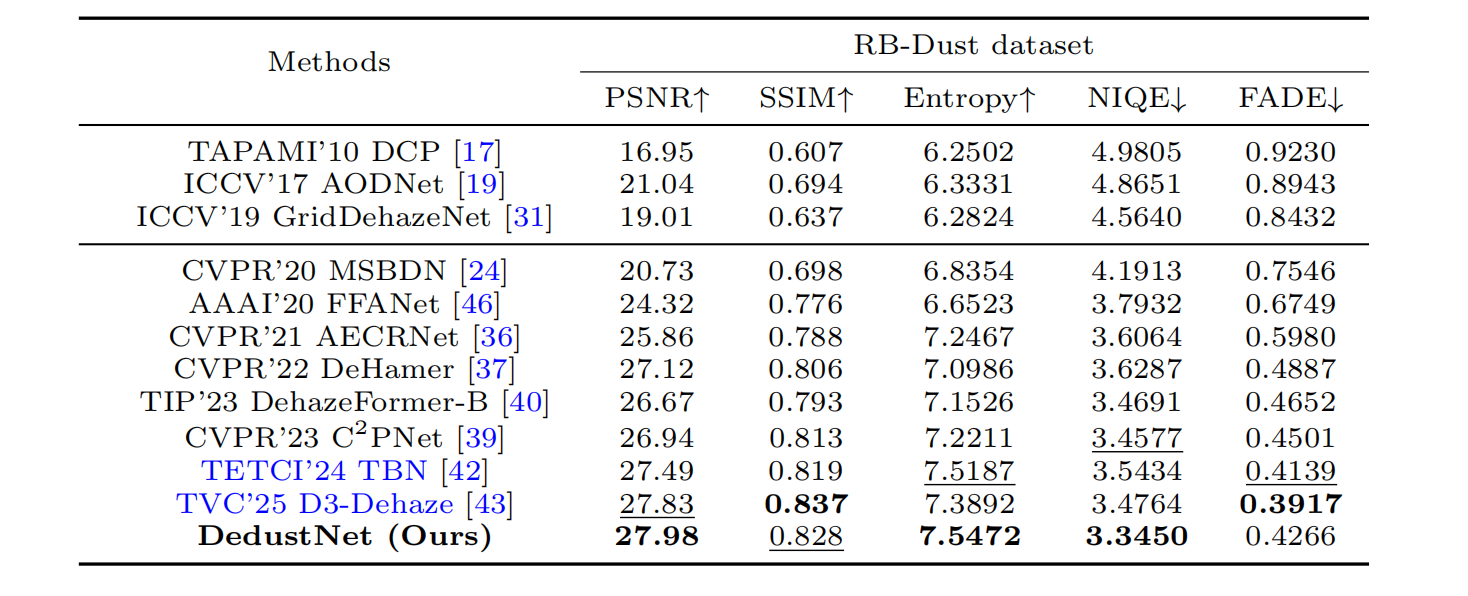 RB-Dust dataset
Methods
PSNR↑ SSIM↑ Entropy↑ NIQE↓ FADE↓
TAPAMI'10 DCP [17] 16.95 0.607 6.2502 4.9805 0.9230
ICCV'17 AODNet [19] 21.04 0.694 6.3331 4.8651 0.8943
ICCV'19 GridDehazeNet [31] 19.01 0.637 6.2824 4.5640 0.8432
CVPR'20 MSBDN [24] 20.73 0.698 6.8354 4.1913 0.7546
AAAI'20 FFANet [46] 24.32 0.776 6.6523 3.7932 0.6749
CVPR'21 AECRNet [36] 25.86 0.788 7.2467 3.6064 0.5980
CVPR'22 DeHamer [37] 27.12 0.806 7.0986 3.6287 0.4887
TIP'23 DehazeFormer-B [40] 26.67 0.793 7.1526 3.4691 0.4652
CVPR'23 C²PNet [39] 26.94 0.813 7.2211 3.4577 0.4501
TETCI'24 TBN [42] 27.49 0.819 7.5187 3.5434 0.4139
TVC'25 D3-Dehaze [43] 27.83 0.837 7.3892 3.4764 0.3917
DedustNet (Ours) 27.98 0.828 7.5472 3.3450 0.4266